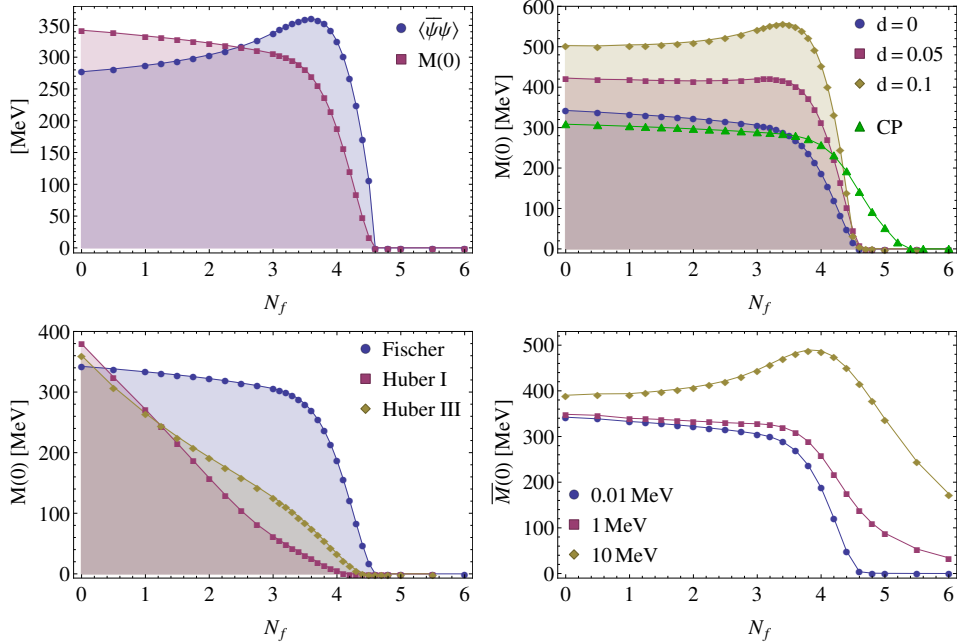 ⟨ψ̄ψ⟩
M(0)
[MeV]
350
300
250
200
150
100
50
0
0 1 2 3 4 5 6
N_f
d = 0
d = 0.05
d = 0.1
CP
M(0) [MeV]
600
500
400
300
200
100
0
0 1 2 3 4 5 6
N_f
Fischer
Huber I
Huber III
M(0) [MeV]
400
300
200
100
0
0 1 2 3 4 5 6
N_f
M̄(0) [MeV]
500
400
300
200
100
0
0.01 MeV
1 MeV
10 MeV
0 1 2 3 4 5 6
N_f